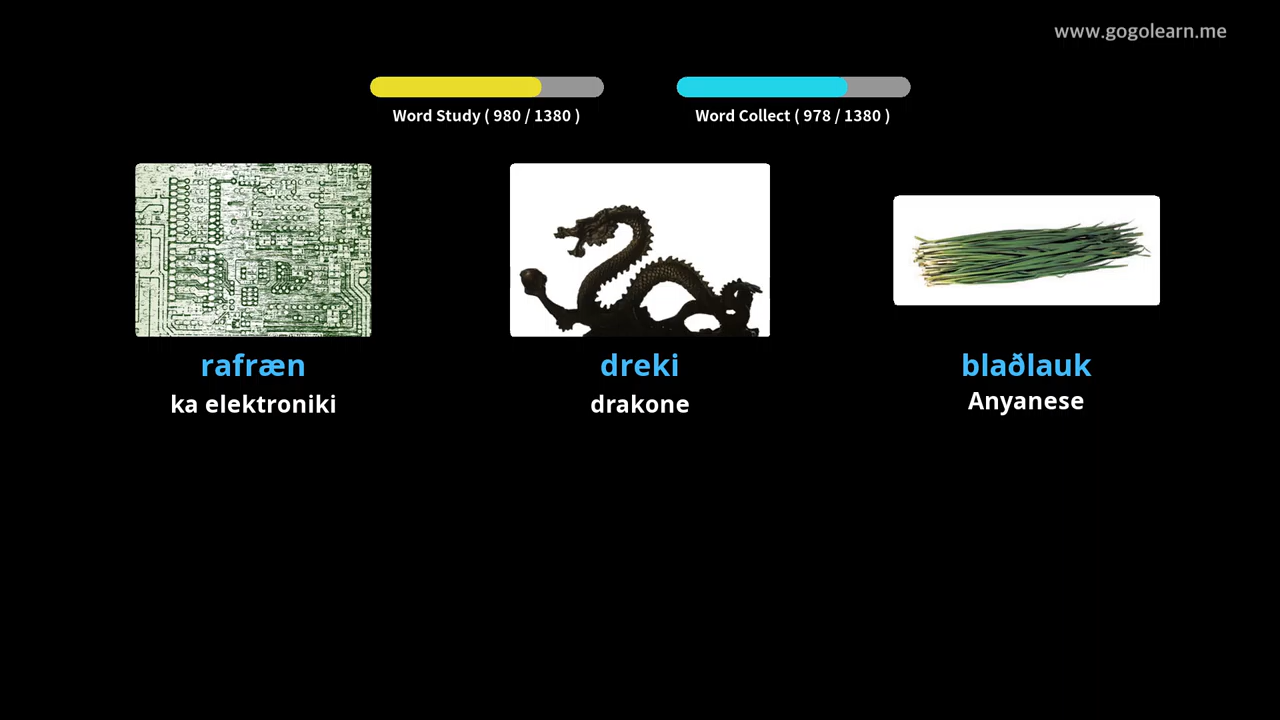 www.gogolearn.me
Word Study ( 980 / 1380 )
Word Collect ( 978 / 1380 )
rafræn
dreki
blaðlauk
ka elektroniki
drakone
Anyanese